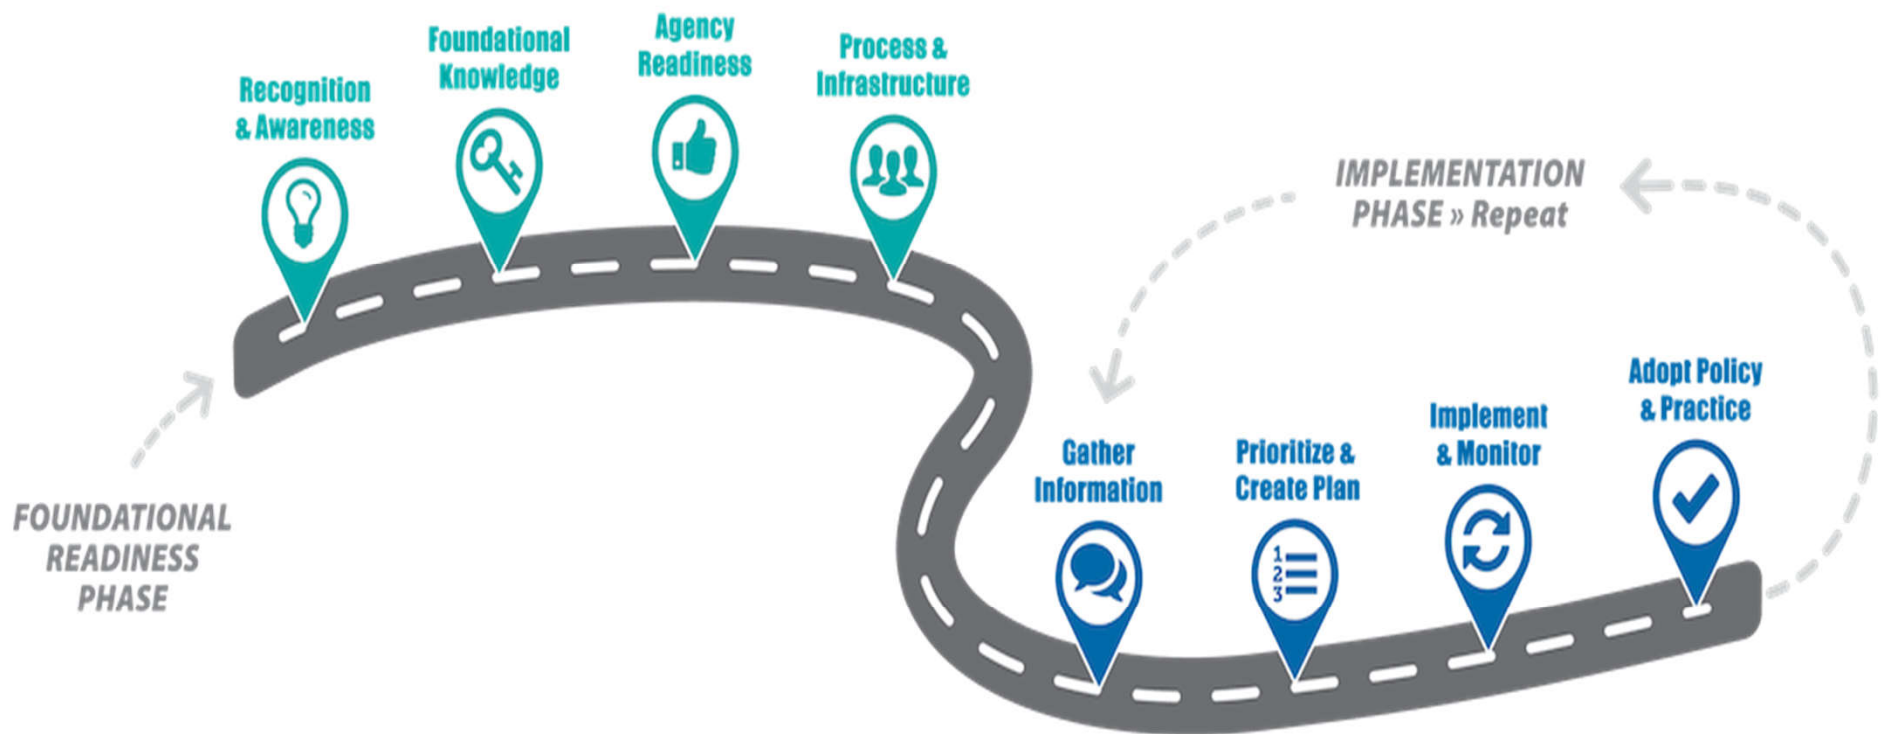 FOUNDATIONAL
READINESS
PHASE
Recognition
& Awareness
Foundational
Knowledge
Agency
Readiness
Process &
Infrastructure
IMPLEMENTATION
PHASE » Repeat
Gather
Information
Prioritize &
Create Plan
1
2
3
Implement
& Monitor
Adopt Policy
& Practice